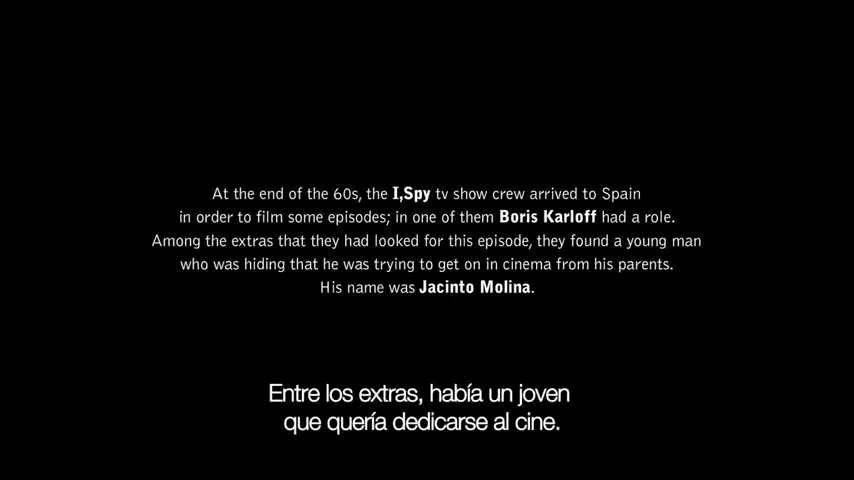 At the end of the 60s, the I,Spy tv show crew arrived to Spain
in order to film some episodes; in one of them Boris Karloff had a role.
Among the extras that they had looked for this episode, they found a young man
who was hiding that he was trying to get on in cinema from his parents.
His name was Jacinto Molina.
Entre los extras, había un joven
que quería dedicarse al cine.